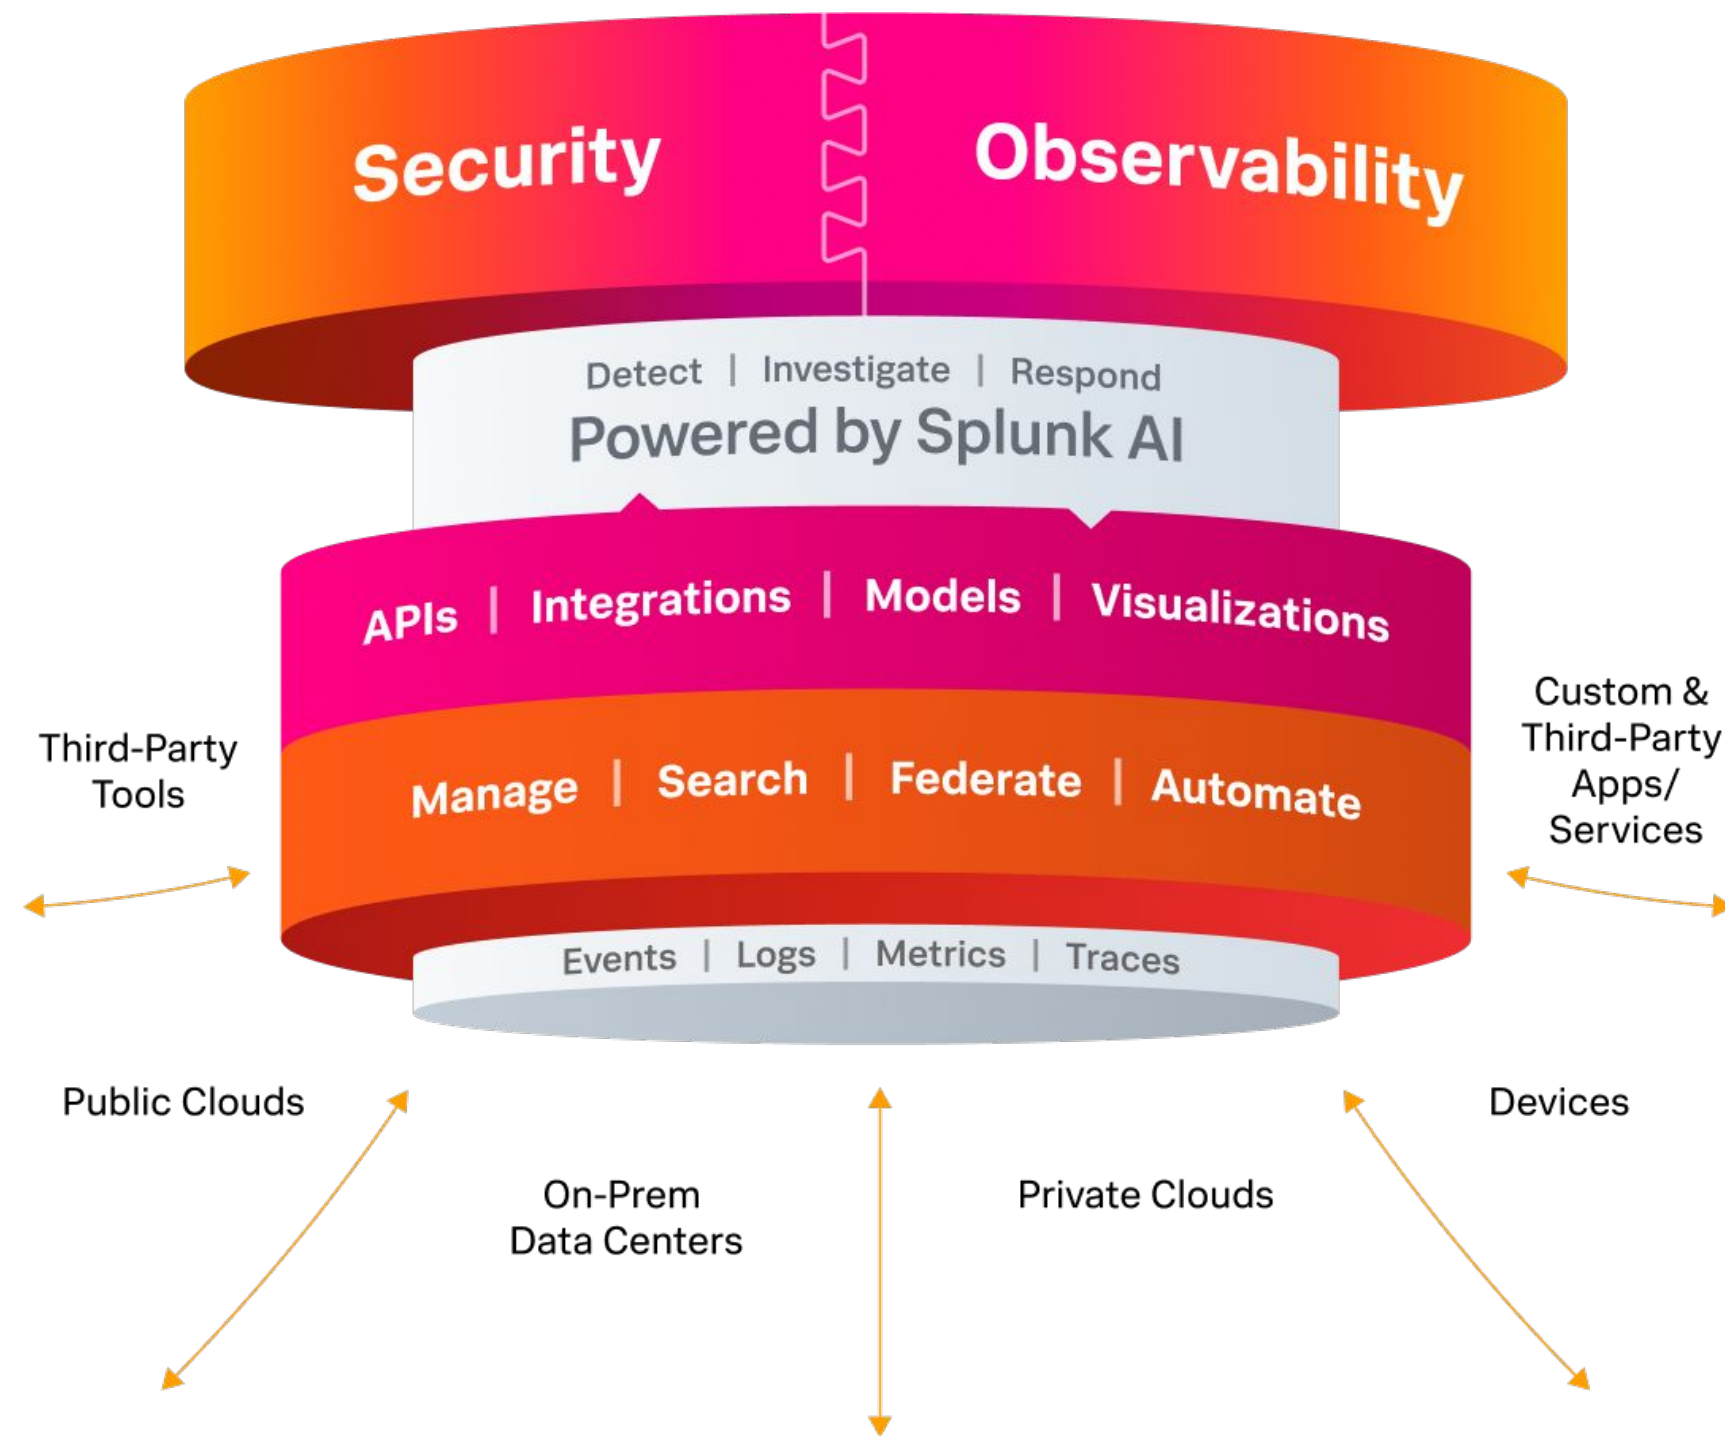 Security
Observability
Detect | Investigate | Respond
Powered by Splunk AI
APIs | Integrations | Models | Visualizations
Manage | Search | Federate | Automate
Events | Logs | Metrics | Traces
Third-Party
Tools
Custom &
Third-Party
Apps/
Services
Public Clouds
On-Prem
Data Centers
Private Clouds
Devices